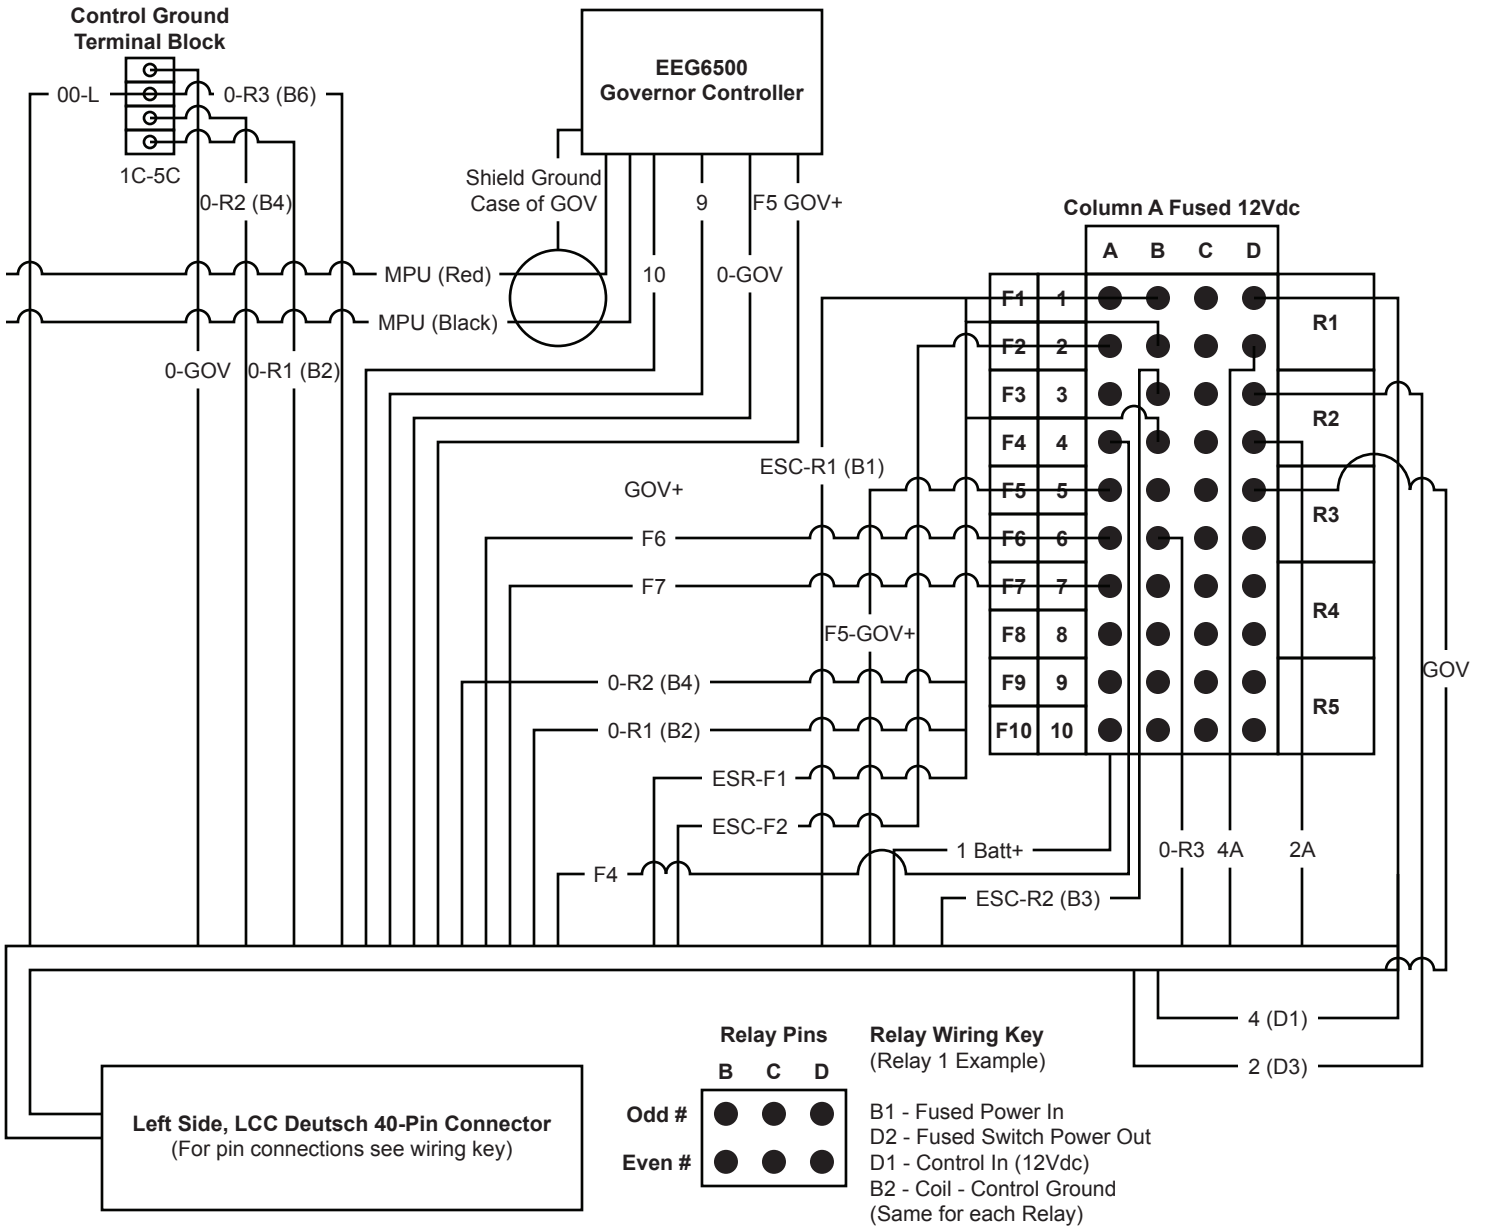 Control Ground
Terminal Block
EEG6500
Governor Controller
00-L
0-R3 (B6)
1C-5C
0-R2 (B4)
Shield Ground
Case of GOV
9
F5 GOV+
Column A Fused 12Vdc
A B C D
MPU (Red)
10
0-GOV
MPU (Black)
0-GOV
0-R1 (B2)
F1 1
R1
F2 2
F3 3
R2
F4 4
ESC-R1 (B1)
GOV+
F5 5
R3
F6
F6 6
F7
F7 7
R4
F5-GOV+
F8 8
GOV
0-R2 (B4)
F9 9
R5
0-R1 (B2)
F10 10
ESR-F1
ESC-F2
1 Batt+
0-R3
4A
2A
F4
ESC-R2 (B3)
4 (D1)
2 (D3)
Left Side, LCC Deutsch 40-Pin Connector
(For pin connections see wiring key)
Relay Pins
B C D
Odd #
Even #
Relay Wiring Key
(Relay 1 Example)
B1 - Fused Power In
D2 - Fused Switch Power Out
D1 - Control In (12Vdc)
B2 - Coil - Control Ground
(Same for each Relay)